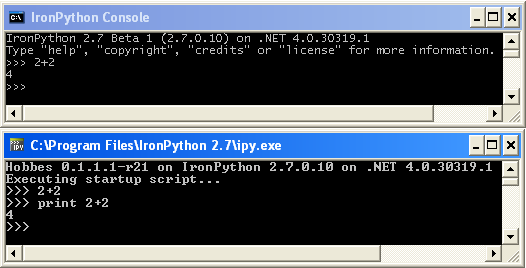 IronPython Console
IronPython 2.7 Beta 1 (2.7.0.10) on .NET 4.0.30319.1
Type "help", "copyright", "credits" or "license" for more information.
>>> 2+2
4
>>>
C:\Program Files\IronPython 2.7\ipy.exe
Hobbes 0.1.1.1-r21 on IronPython 2.7.0.10 on .NET 4.0.30319.1
Executing startup script...
>>> 2+2
>>> print 2+2
4
>>>